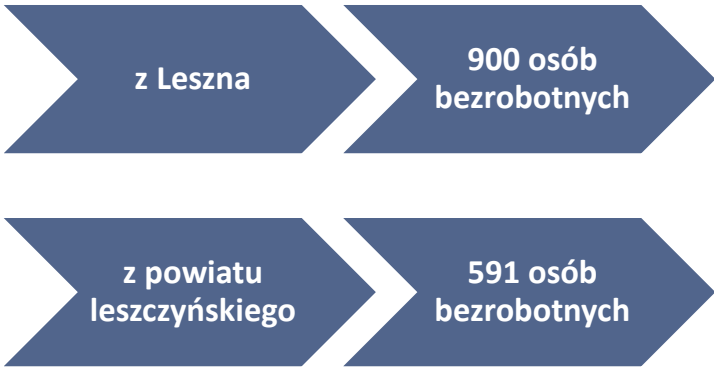 z Leszna
900 osób
bezrobotnych
z powiatu
leszczyńskiego
591 osób
bezrobotnych